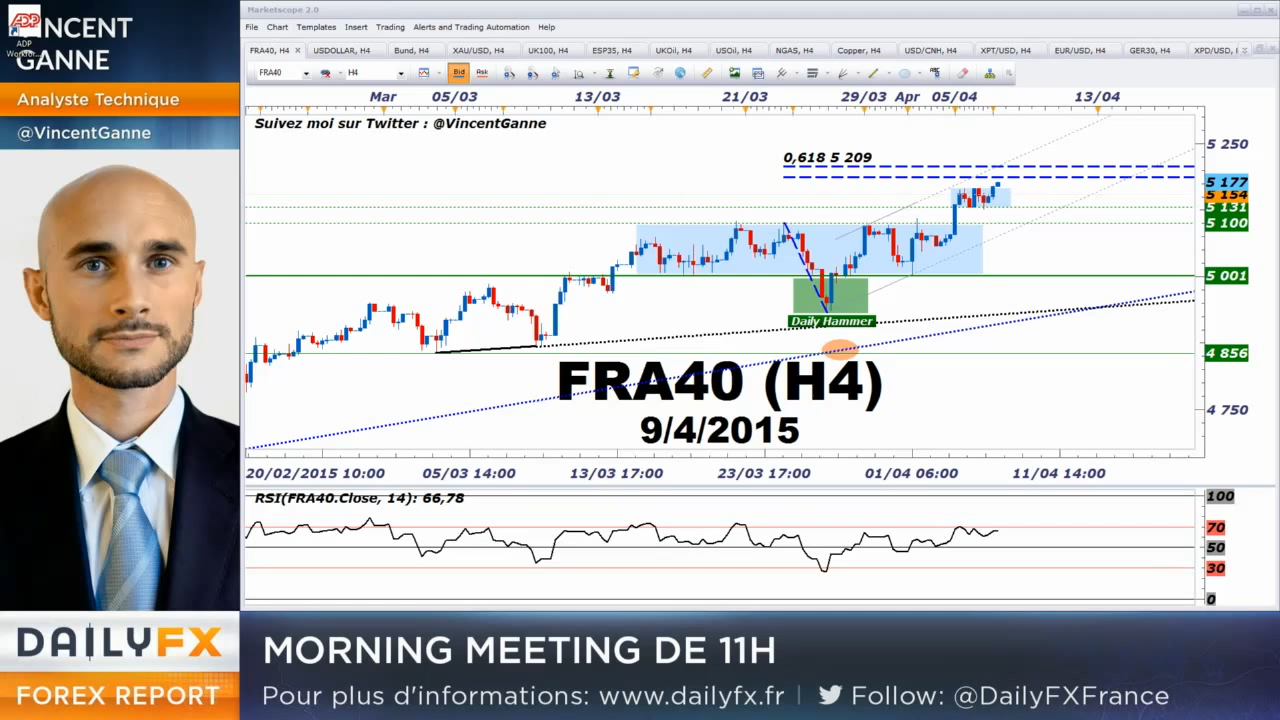 ADP
VINCENT
GANNE
Analyste Technique
@VincentGanne
Marketscope 2.0
File Chart Templates Insert Trading Alerts and Trading Automation Help
FRA40, H4 USDOLLAR, H4 Bund, H4 XAU/USD, H4 UK100, H4 ESP35, H4 UKOil, H4 USOil, H4 NGAS, H4 Copper, H4 USD/CNH, H4 XPT/USD, H4 EUR/USD, H4 GER30, H4 XPD/USD,
FRA40 H4 Bid Ask
Mar 05/03 13/03 21/03 29/03 Apr 05/04 13/04
Suivez moi sur Twitter : @VincentGanne
0,618 5 209
5 250
5 177
5 154
5 131
5 100
5 001
Daily Hammer
4 856
FRA40 (H4)
4 750
9/4/2015
20/02/2015 10:00 05/03 14:00 13/03 17:00 23/03 17:00 01/04 06:00 11/04 14:00
RSI(FRA40.Close, 14): 66,78
100
70
50
30
0
DAILYFX
FOREX REPORT
MORNING MEETING DE 11H
Pour plus d'informations: www.dailyfx.fr | Follow: @DailyFXFrance